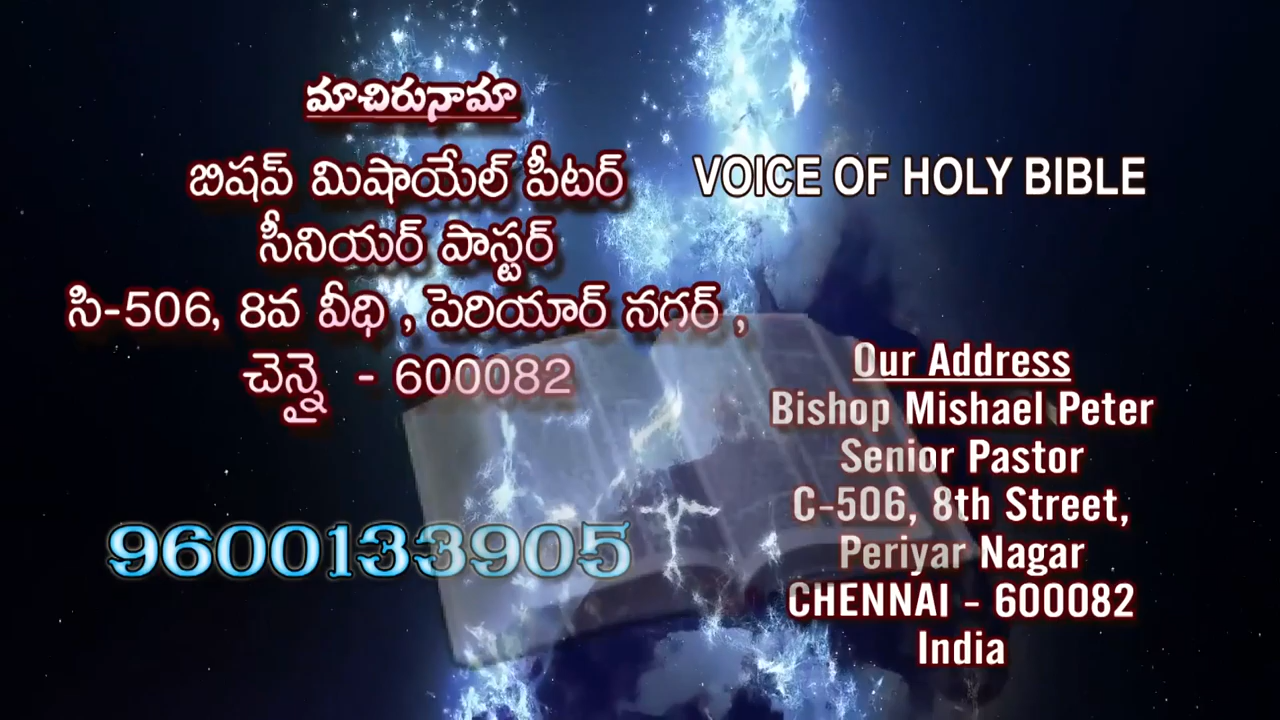 మాచిరునామా
బిషప్ మిషాయేల్ పీటర్
సీనియర్ పాస్టర్
సి-506, 8వ వీధి , పెరియార్ నగర్ ,
చెన్నై - 600082
9600133905
VOICE OF HOLY BIBLE
Our Address
Bishop Mishael Peter
Senior Pastor
C-506, 8th Street,
Periyar Nagar
CHENNAI - 600082
India